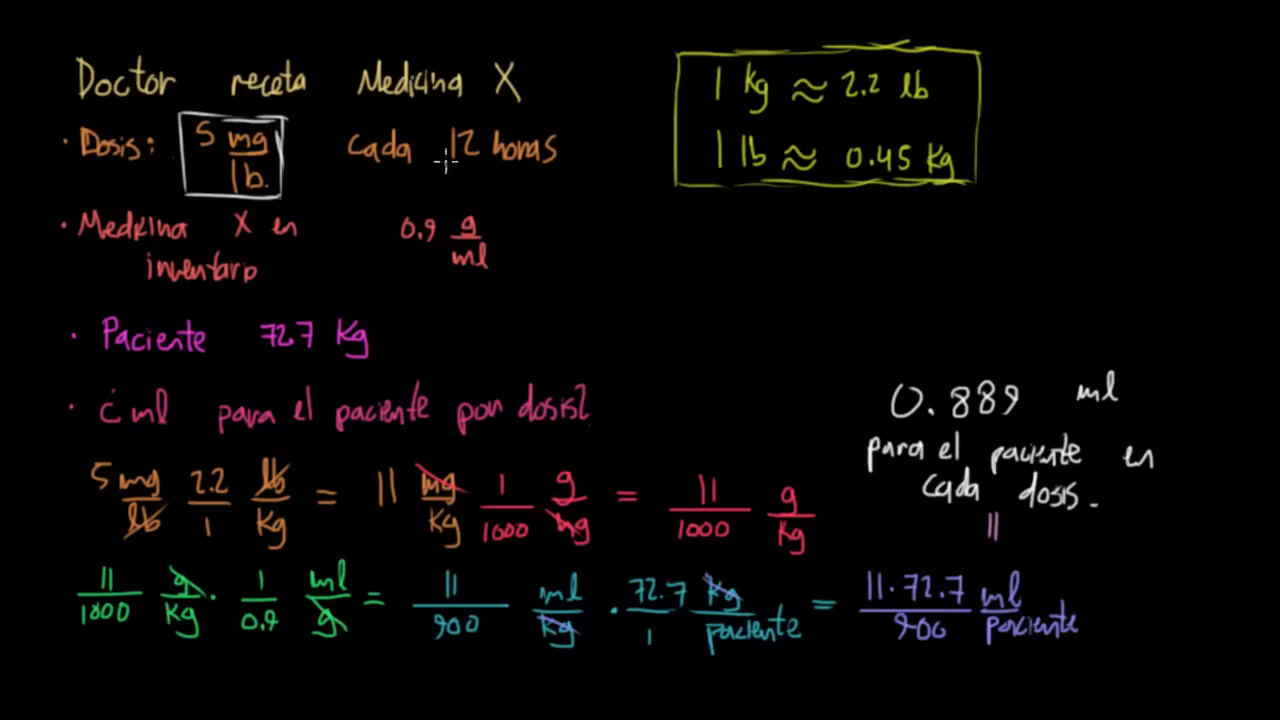 Doctor receta Medicina X
· Dosis: 5 mg/lb. cada 12 horas
· Medicina X en inventario 0.9 g/ml
· Paciente 72.7 Kg
· ¿ml para el paciente por dosis?
1 Kg ≈ 2.2 lb
1 lb ≈ 0.45 Kg
0.889 ml
para el paciente en
cada dosis.
||
5 mg/lb 2.2/1 lb/Kg = 11 mg/Kg 1/1000 g/mg = 11/1000 g/Kg
11/1000 g/Kg · 1/0.9 ml/g = 11/900 ml/Kg · 72.7/1 Kg/paciente = 11·72.7/900 ml/paciente